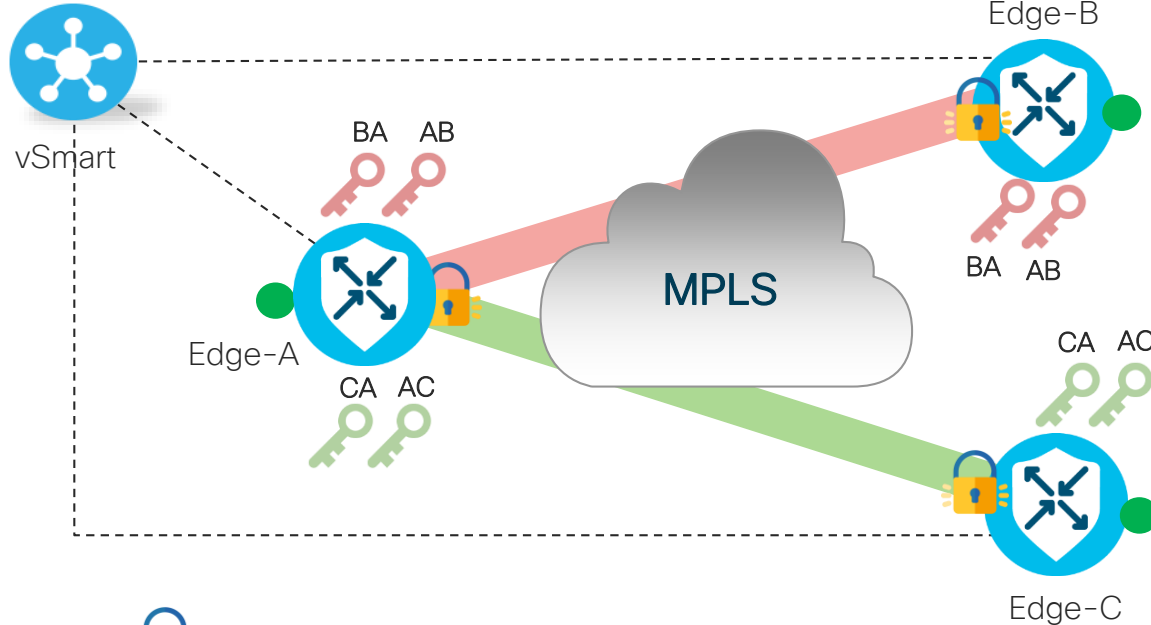 Edge-B
vSmart
BA AB
MPLS
BA AB
Edge-A
CA AC
CA AC
Edge-C